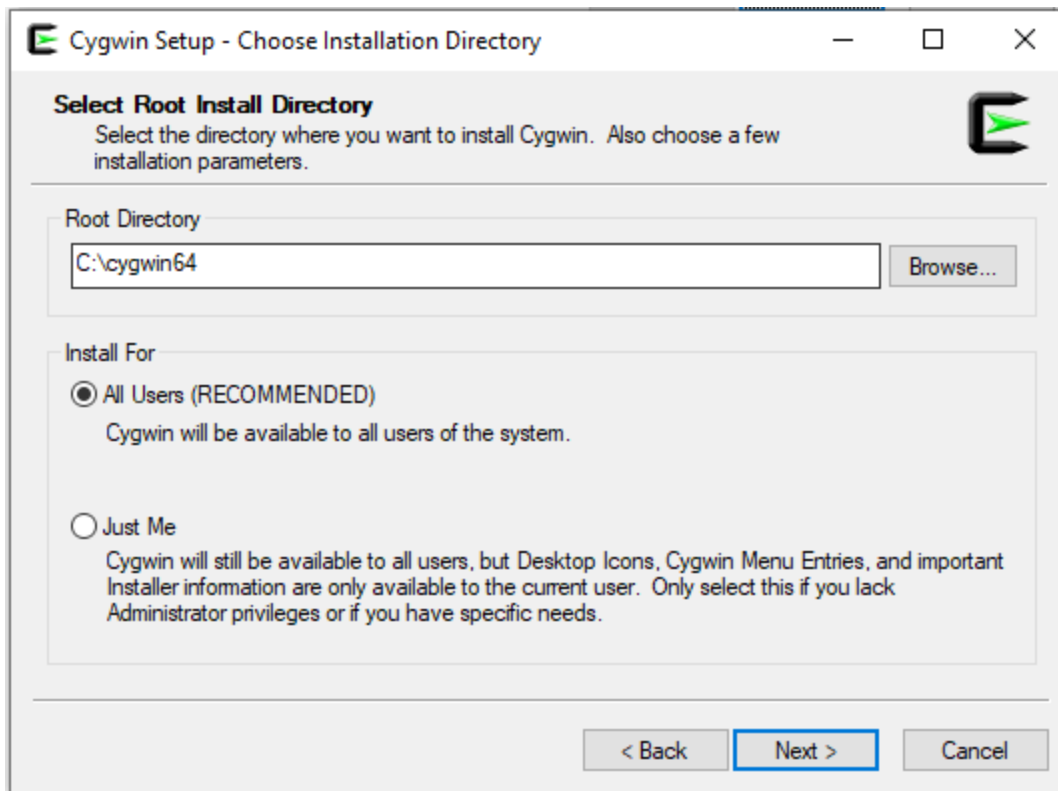 Cygwin Setup - Choose Installation Directory
Select Root Install Directory
Select the directory where you want to install Cygwin.  Also choose a few
installation parameters.
Root Directory
C:\cygwin64
Browse...
Install For
All Users (RECOMMENDED)
Cygwin will be available to all users of the system.
Just Me
Cygwin will still be available to all users, but Desktop Icons, Cygwin Menu Entries, and important
Installer information are only available to the current user.  Only select this if you lack
Administrator privileges or if you have specific needs.
< Back
Next >
Cancel